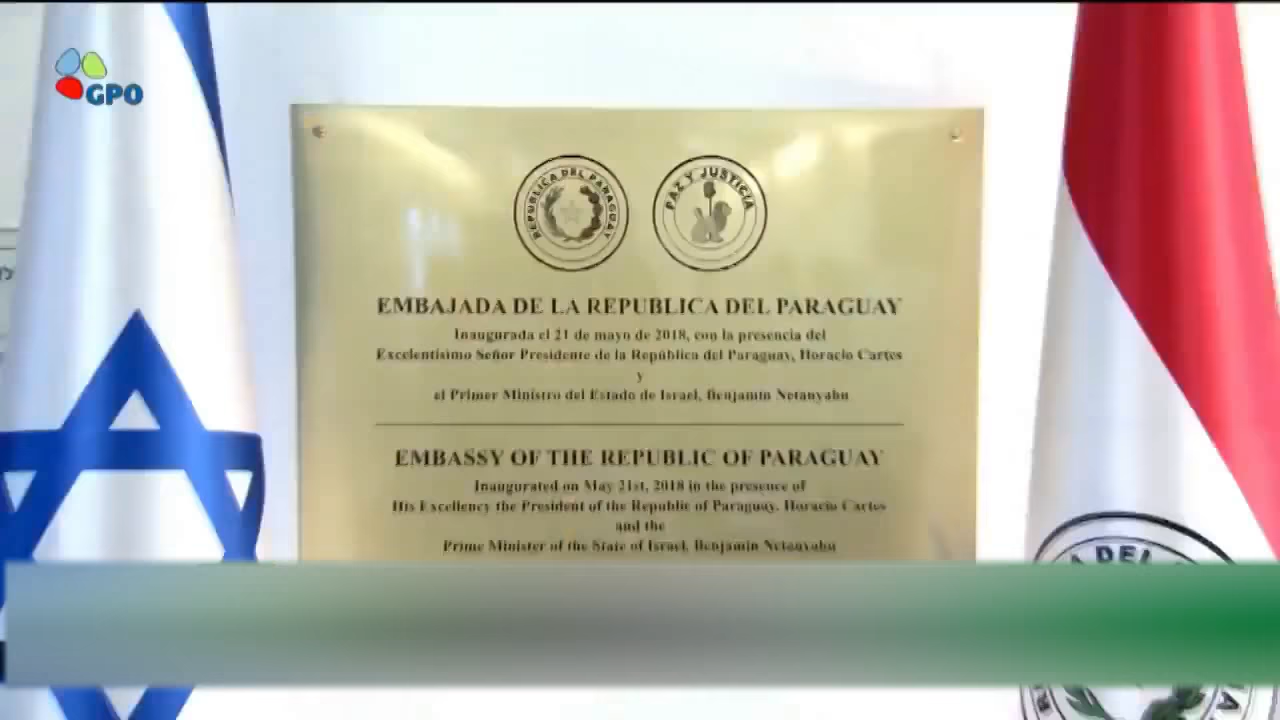 GPO
REPUBLICA DEL PARAGUAY
PAZ Y JUSTICIA
EMBAJADA DE LA REPUBLICA DEL PARAGUAY
Inaugurada el 21 de mayo de 2018, con la presencia del
Excelentísimo Señor Presidente de la República del Paraguay, Horacio Cartes
y
el Primer Ministro del Estado de Israel, Benjamin Netanyahu
EMBASSY OF THE REPUBLIC OF PARAGUAY
Inaugurated on May 21st, 2018 in the presence of
His Excellency the President of the Republic of Paraguay, Horacio Cartes
and the
Prime Minister of the State of Israel, Benjamin Netanyahu
DEL